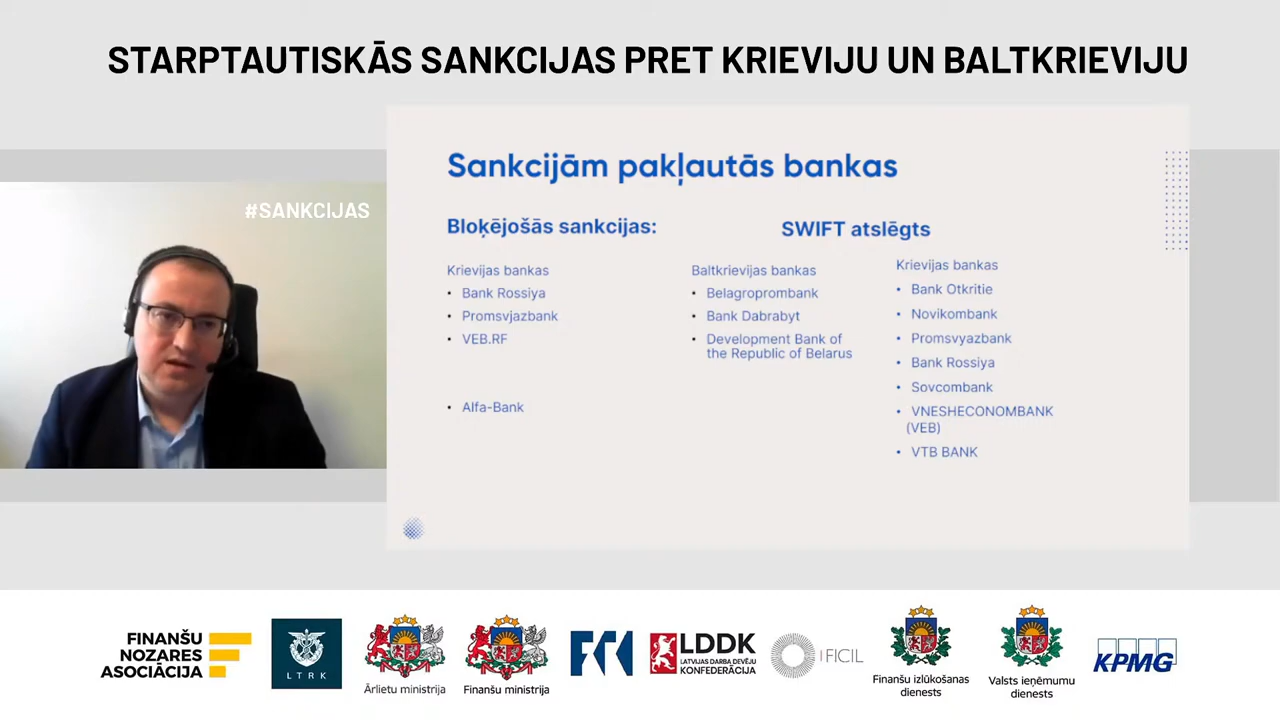 STARPTAUTISKĀS SANKCIJAS PRET KRIEVIJU UN BALTKRIEVIJU
#SANKCIJAS
Sankcijām pakļautās bankas
Bloķējošās sankcijas:
Krievijas bankas
• Bank Rossiya
• Promsvjazbank
• VEB.RF
• Alfa-Bank
SWIFT atslēgts
Baltkrievijas bankas
• Belagroprombank
• Bank Dabrabyt
• Development Bank of
the Republic of Belarus
Krievijas bankas
• Bank Otkritie
• Novikombank
• Promsvyazbank
• Bank Rossiya
• Sovcombank
• VNESHECONOMBANK
(VEB)
• VTB BANK
FINANŠU
NOZARES
ASOCIĀCIJA
LTRK
Ārlietu ministrija
Finanšu ministrija
FKK
LDDK
LATVIJAS DARBA DEVĒJU
KONFEDERĀCIJA
FICIL
Finanšu izlūkošanas
dienests
Valsts ieņēmumu
dienests
KPMG